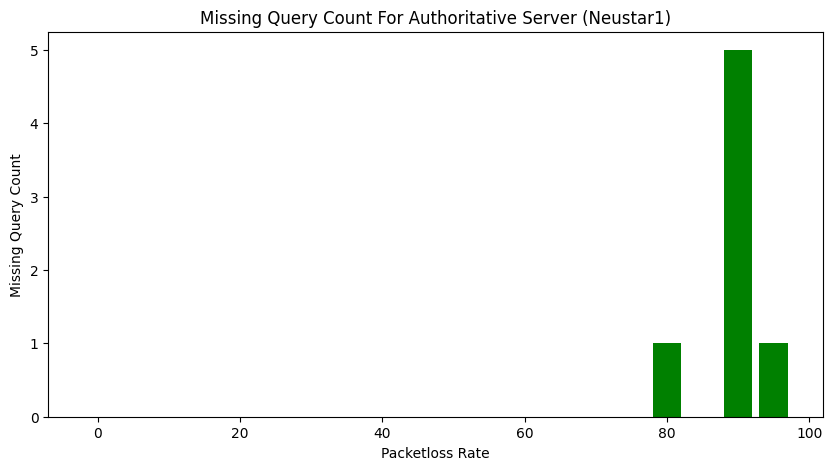 Missing Query Count For Authoritative Server (Neustar1)
Missing Query Count
5
4
3
2
1
0
0 20 40 60 80 100
Packetloss Rate